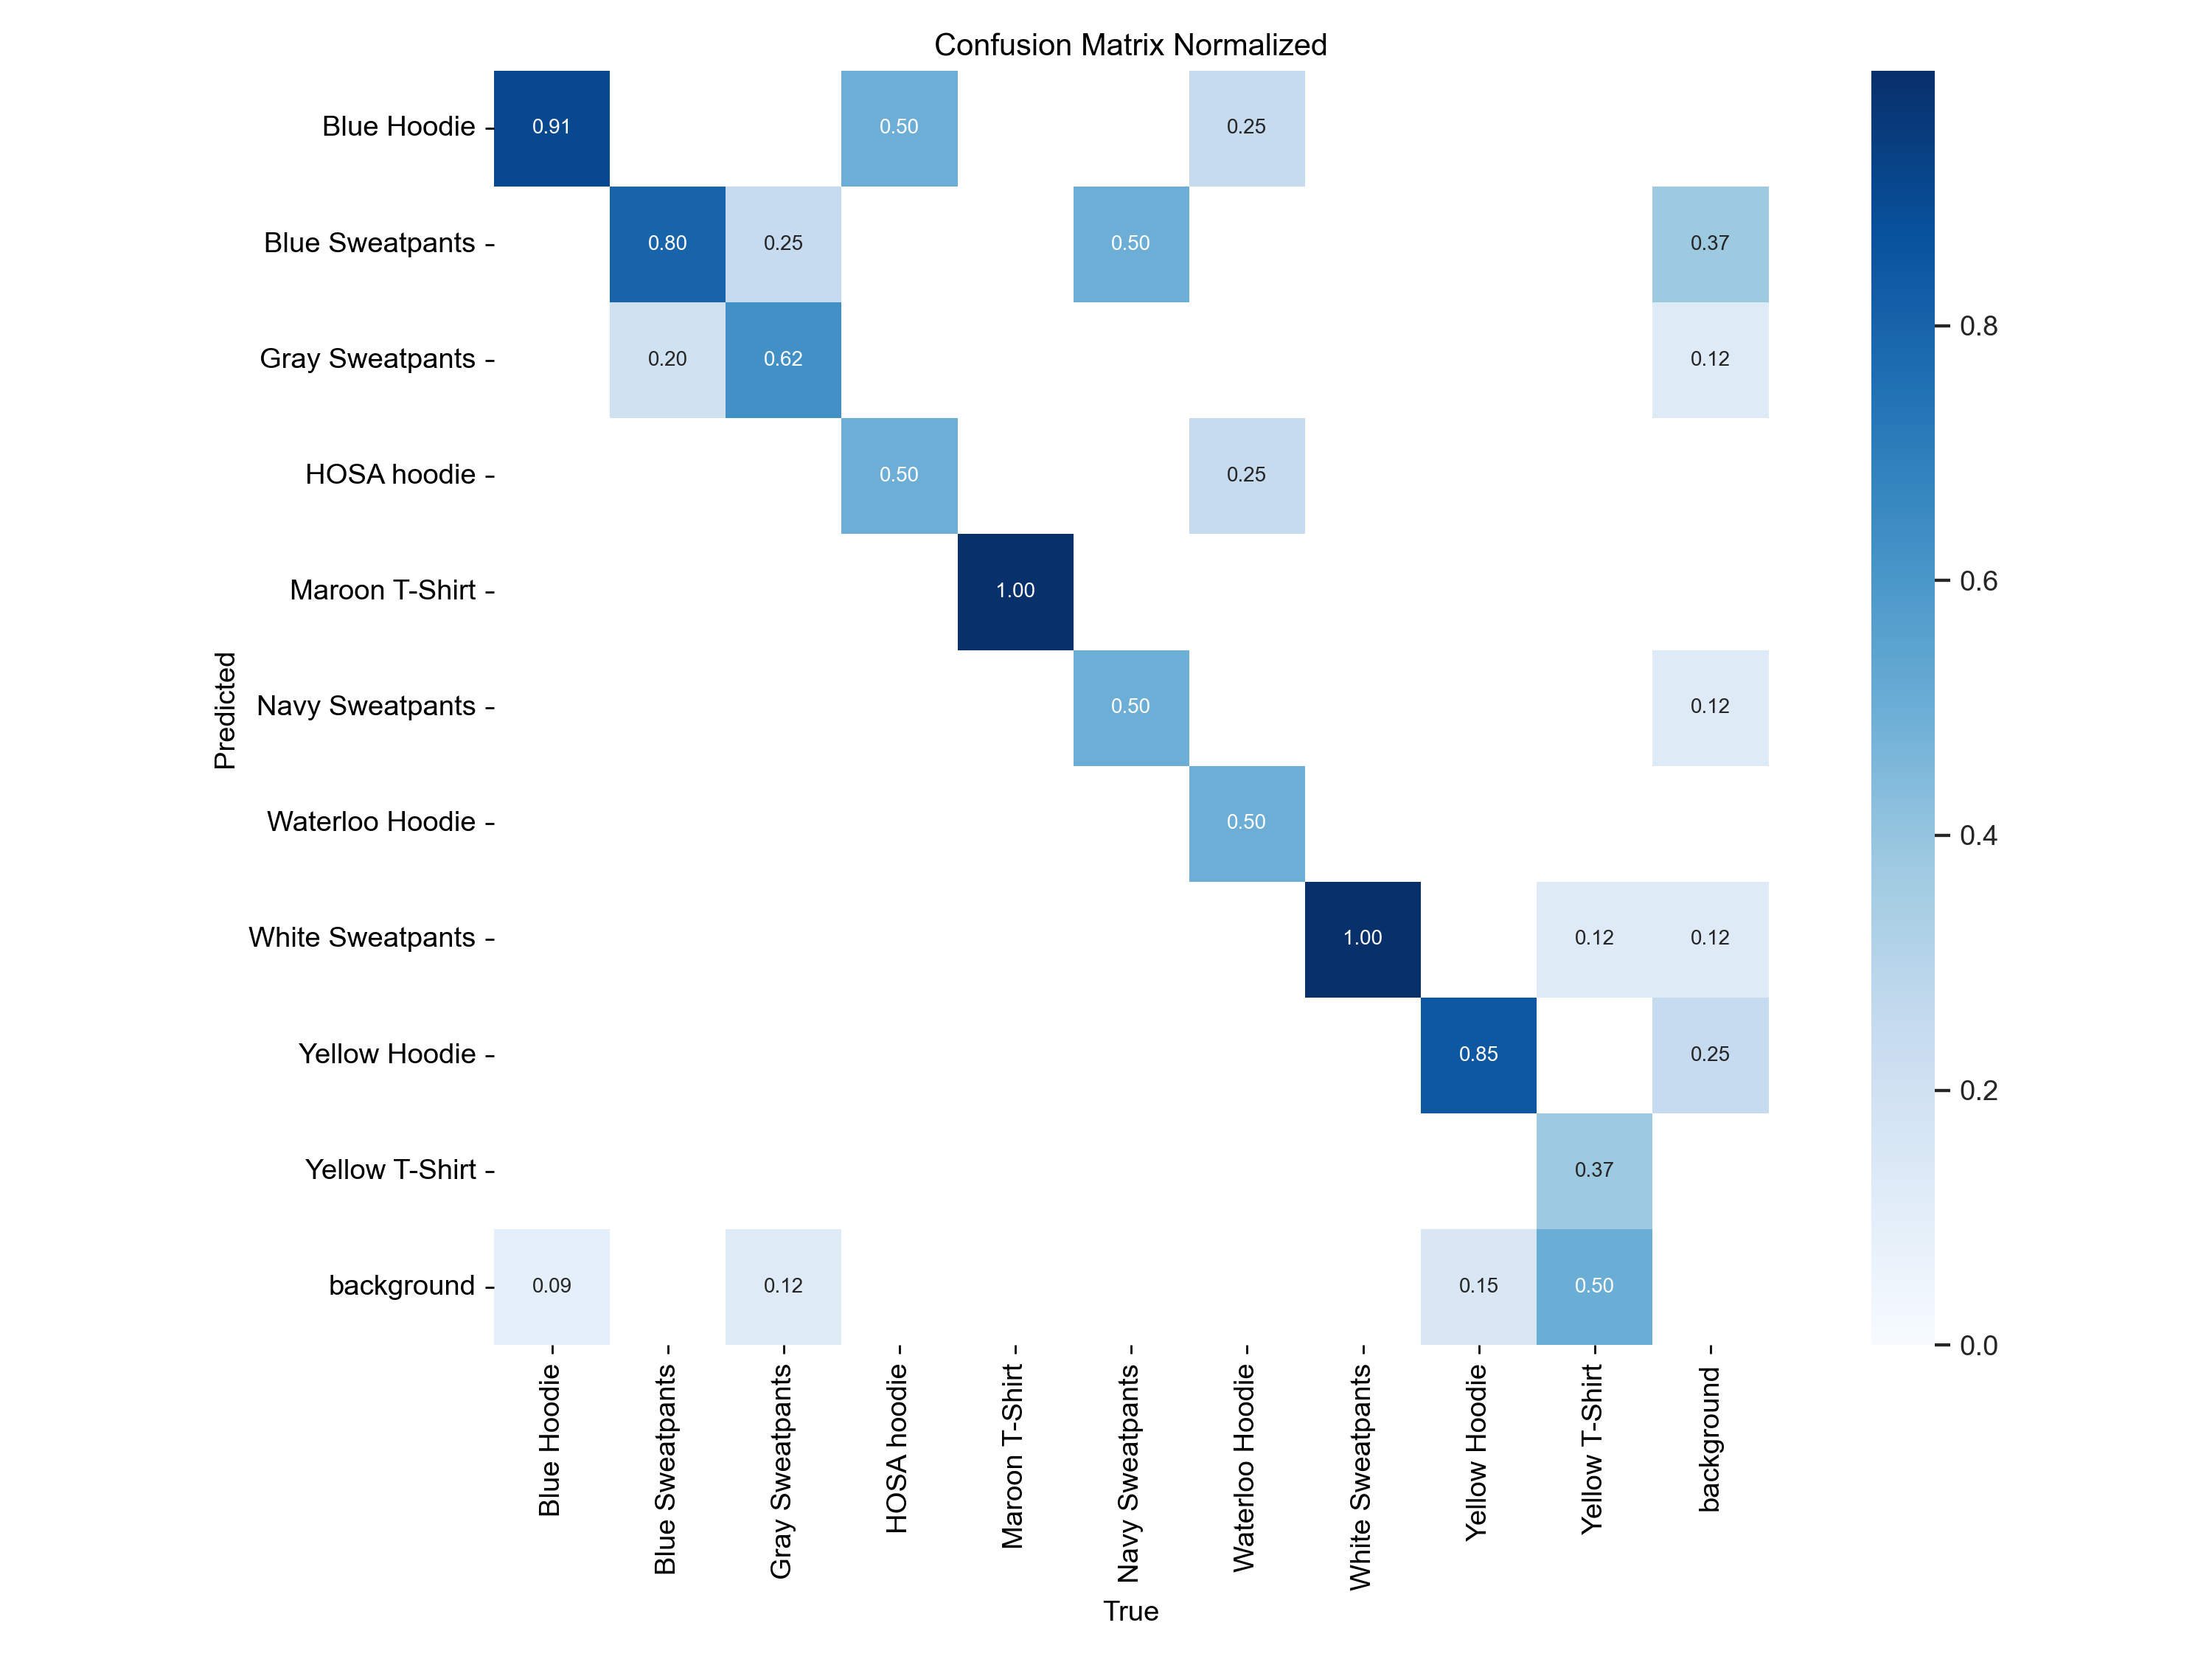 Confusion Matrix Normalized
Blue Hoodie 0.91 0.50 0.25
Blue Sweatpants 0.80 0.25 0.50 0.37
Gray Sweatpants 0.20 0.62 0.12
HOSA hoodie 0.50 0.25
Maroon T-Shirt 1.00
Navy Sweatpants 0.50 0.12
Waterloo Hoodie 0.50
White Sweatpants 1.00 0.12 0.12
Yellow Hoodie 0.85 0.25
Yellow T-Shirt 0.37
background 0.09 0.12 0.15 0.50
Predicted
Blue Hoodie
Blue Sweatpants
Gray Sweatpants
HOSA hoodie
Maroon T-Shirt
Navy Sweatpants
Waterloo Hoodie
White Sweatpants
Yellow Hoodie
Yellow T-Shirt
background
True
0.8
0.6
0.4
0.2
0.0